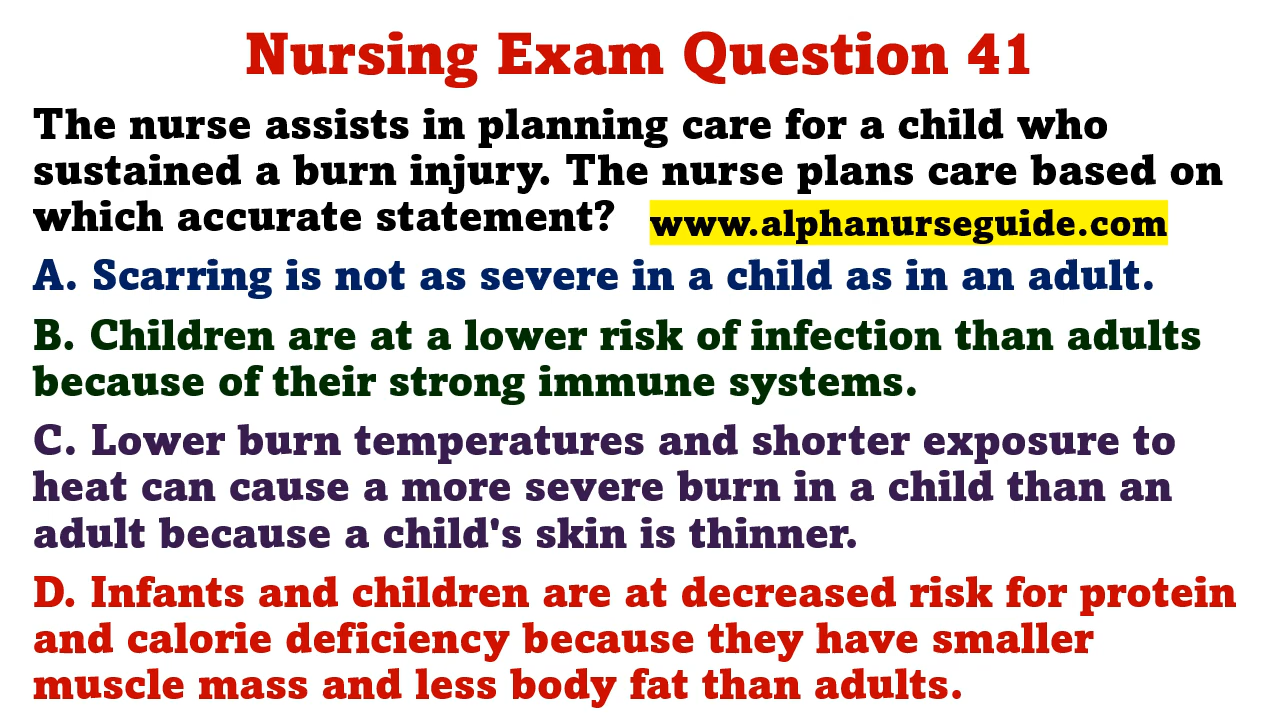 Nursing Exam Question 41
The nurse assists in planning care for a child who
sustained a burn injury. The nurse plans care based on
which accurate statement?
www.alphanurseguide.com
A. Scarring is not as severe in a child as in an adult.
B. Children are at a lower risk of infection than adults
because of their strong immune systems.
C. Lower burn temperatures and shorter exposure to
heat can cause a more severe burn in a child than an
adult because a child's skin is thinner.
D. Infants and children are at decreased risk for protein
and calorie deficiency because they have smaller
muscle mass and less body fat than adults.